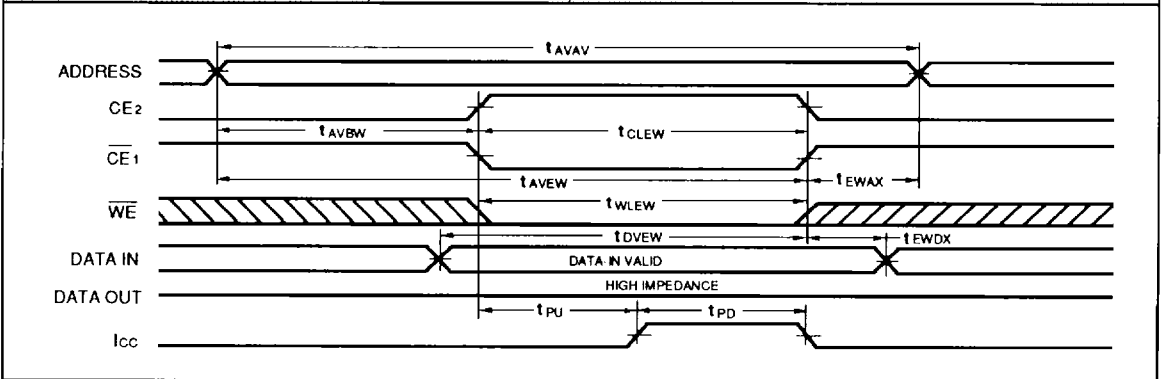 tAVAV
ADDRESS
CE2
tAVBW
tCLEW
CE1
tAVEW
tEWAX
WE
tWLEW
tDVEW
tEWDX
DATA IN
DATA-IN VALID
HIGH IMPEDANCE
DATA OUT
tPU
tPD
Icc